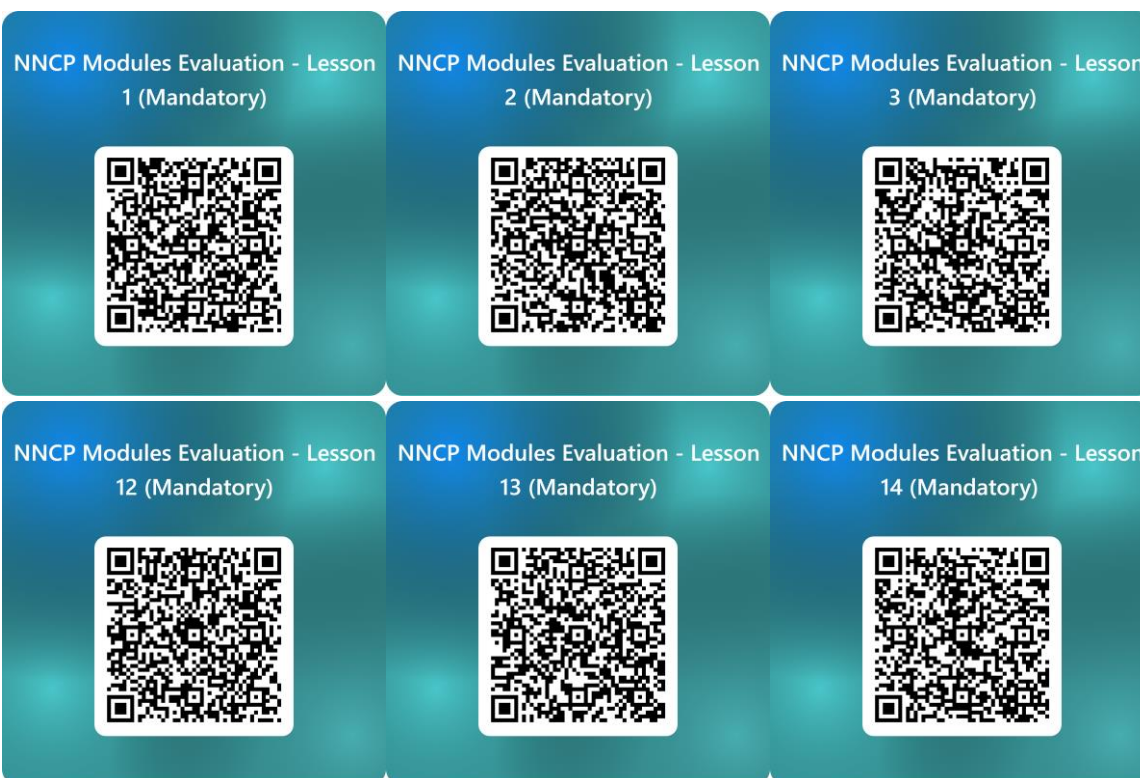 NNCP Modules Evaluation - Lesson
1 (Mandatory)
NNCP Modules Evaluation - Lesson
2 (Mandatory)
NNCP Modules Evaluation - Lesson
3 (Mandatory)
NNCP Modules Evaluation - Lesson
12 (Mandatory)
NNCP Modules Evaluation - Lesson
13 (Mandatory)
NNCP Modules Evaluation - Lesson
14 (Mandatory)